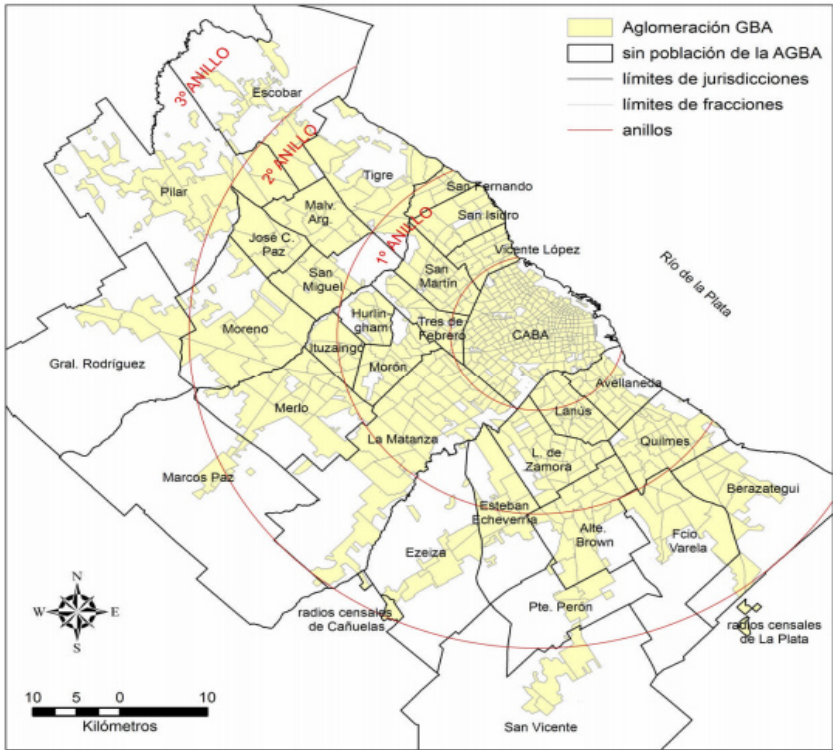 Aglomeración GBA
sin población de la AGBA
límites de jurisdicciones
límites de fracciones
anillos
3º ANILLO
Escobar
2º ANILLO
Pilar
Tigre
San Fernando
Malv.
Arg.
San Isidro
1º ANILLO
José C.
Paz
Vicente López
San
Miguel
San
Martín
Río de la Plata
Hurlin-
gham
Tres de
Febrero
CABA
Moreno
Ituzaingó
Gral. Rodríguez
Morón
Avellaneda
Merlo
Lanús
La Matanza
Quilmes
L. de
Zamora
Marcos Paz
Berazategui
Esteban
Echeverría
Alte.
Brown
Fcio.
Varela
Ezeiza
Pte. Perón
radios censales
de Cañuelas
radios censales
de La Plata
San Vicente
N
W E
S
10 5 0 10
Kilómetros